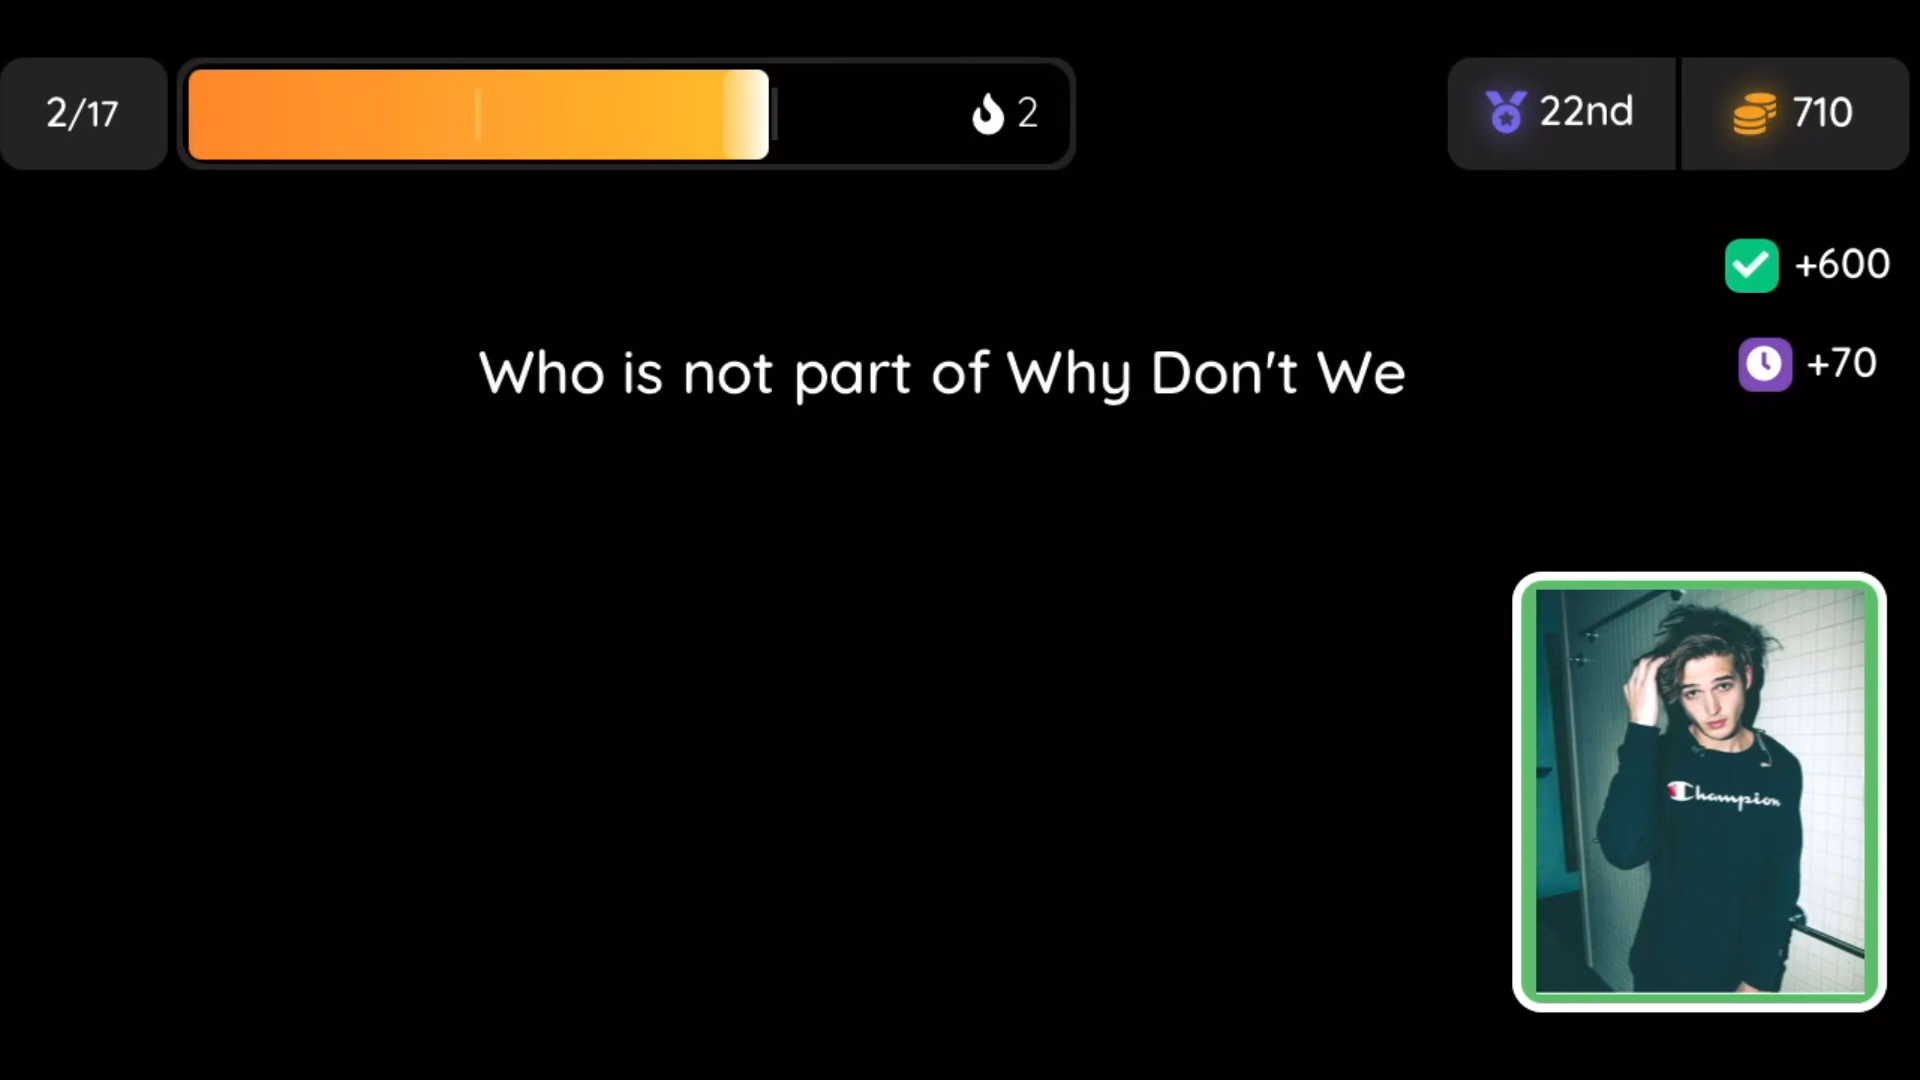 2/17
2
22nd
710
+600
+70
Who is not part of Why Don't We
Champion